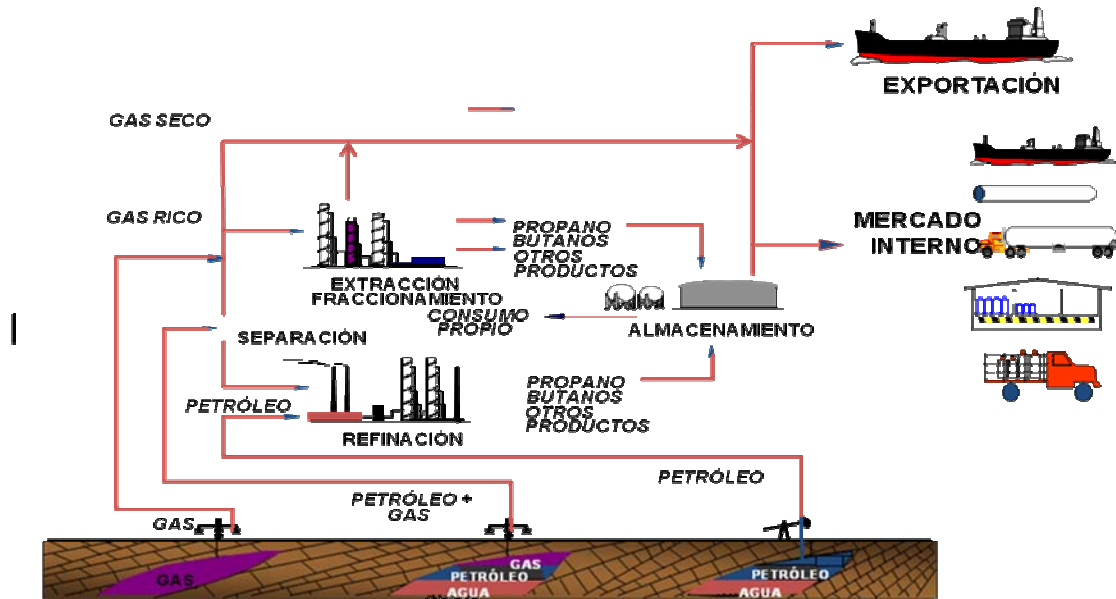 EXPORTACIÓN
GAS SECO
GAS RICO
PROPANO
BUTANOS
OTROS
PRODUCTOS
MERCADO
INTERNO
EXTRACCIÓN
FRACCIONAMIENTO
CONSUMO
PROPIO
ALMACENAMIENTO
SEPARACIÓN
PROPANO
BUTANOS
OTROS
PRODUCTOS
PETRÓLEO
REFINACIÓN
PETRÓLEO
PETRÓLEO +
GAS
GAS
GAS
PETRÓLEO
AGUA
GAS
PETRÓLEO
AGUA